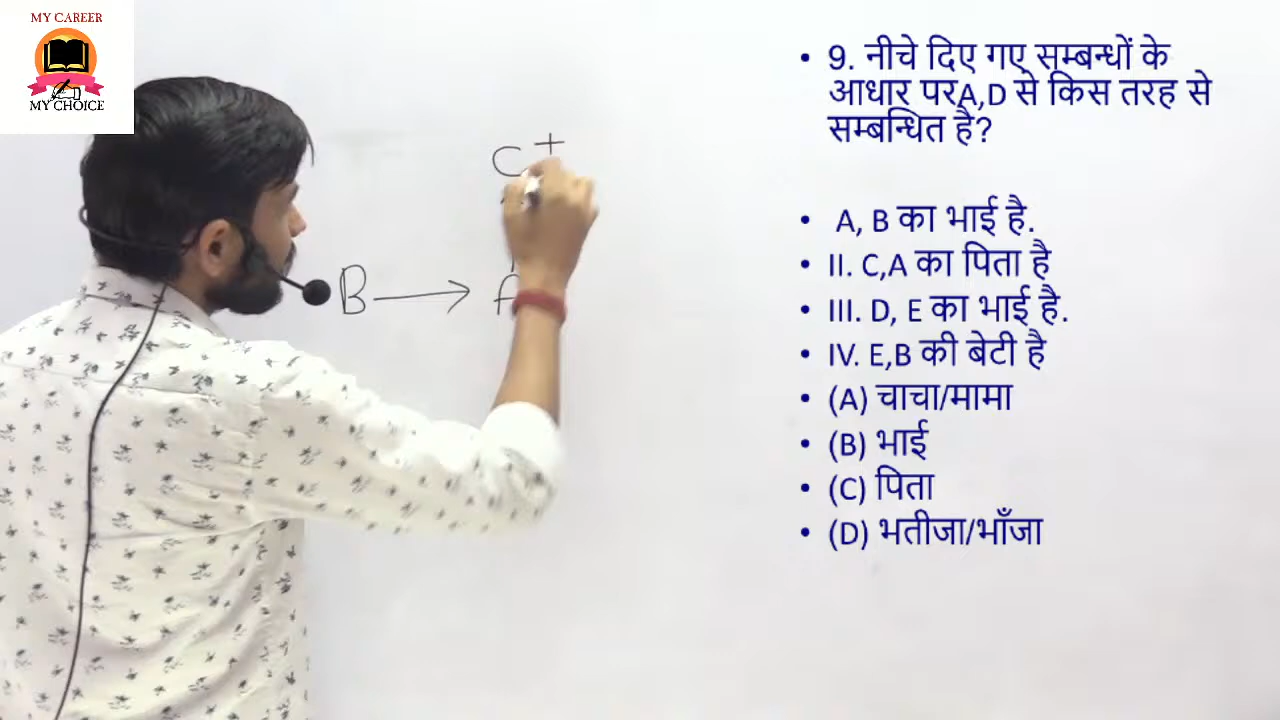 MY CAREER
MY CHOICE
• 9. नीचे दिए गए सम्बन्धों के
आधार परA,D से किस तरह से
सम्बन्धित है?
• A, B का भाई है.
• II. C,A का पिता है
• III. D, E का भाई है.
• IV. E,B की बेटी है
• (A) चाचा/मामा
• (B) भाई
• (C) पिता
• (D) भतीजा/भाँजा
C +
B → A